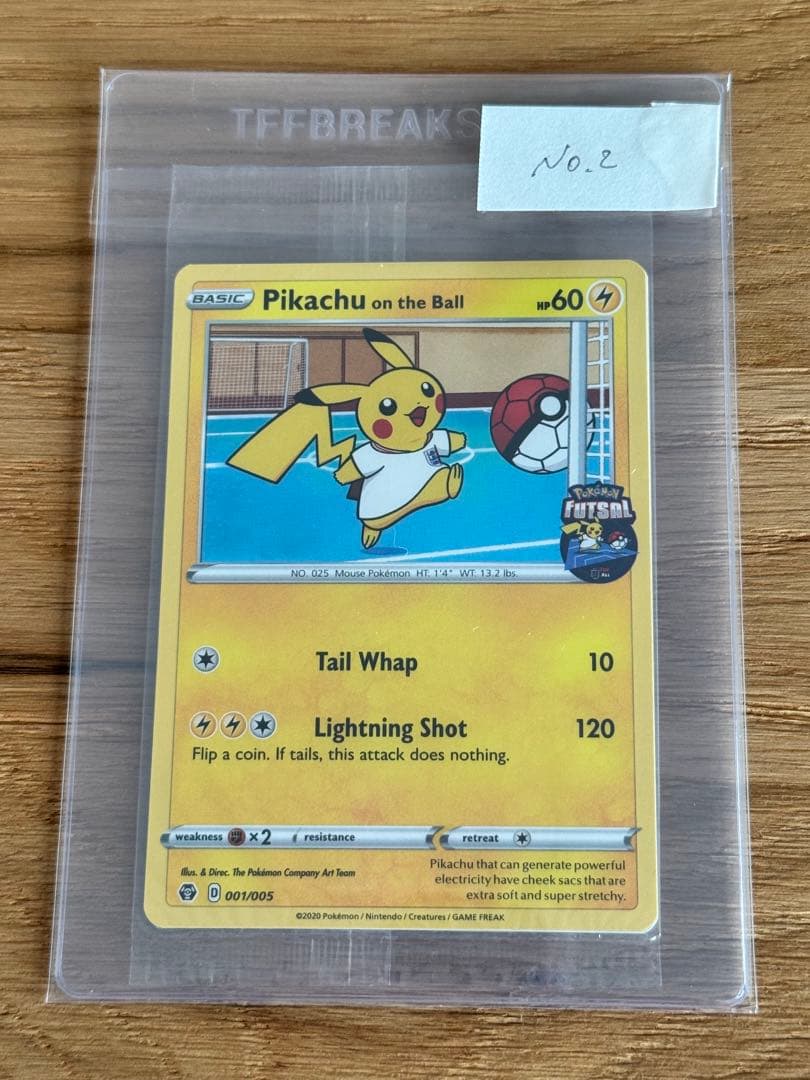 TFFBREAKS
No.2
BASIC Pikachu on the Ball HP60
POKéMON
FUTSAL
ALL
NO. 025 Mouse Pokémon HT: 1'4" WT: 13.2 lbs.
Tail Whap 10
Lightning Shot 120
Flip a coin. If tails, this attack does nothing.
weakness ×2 resistance retreat
Illus. & Direc. The Pokémon Company Art Team
D 001/005
Pikachu that can generate powerful
electricity have cheek sacs that are
extra soft and super stretchy.
©2020 Pokémon / Nintendo / Creatures / GAME FREAK